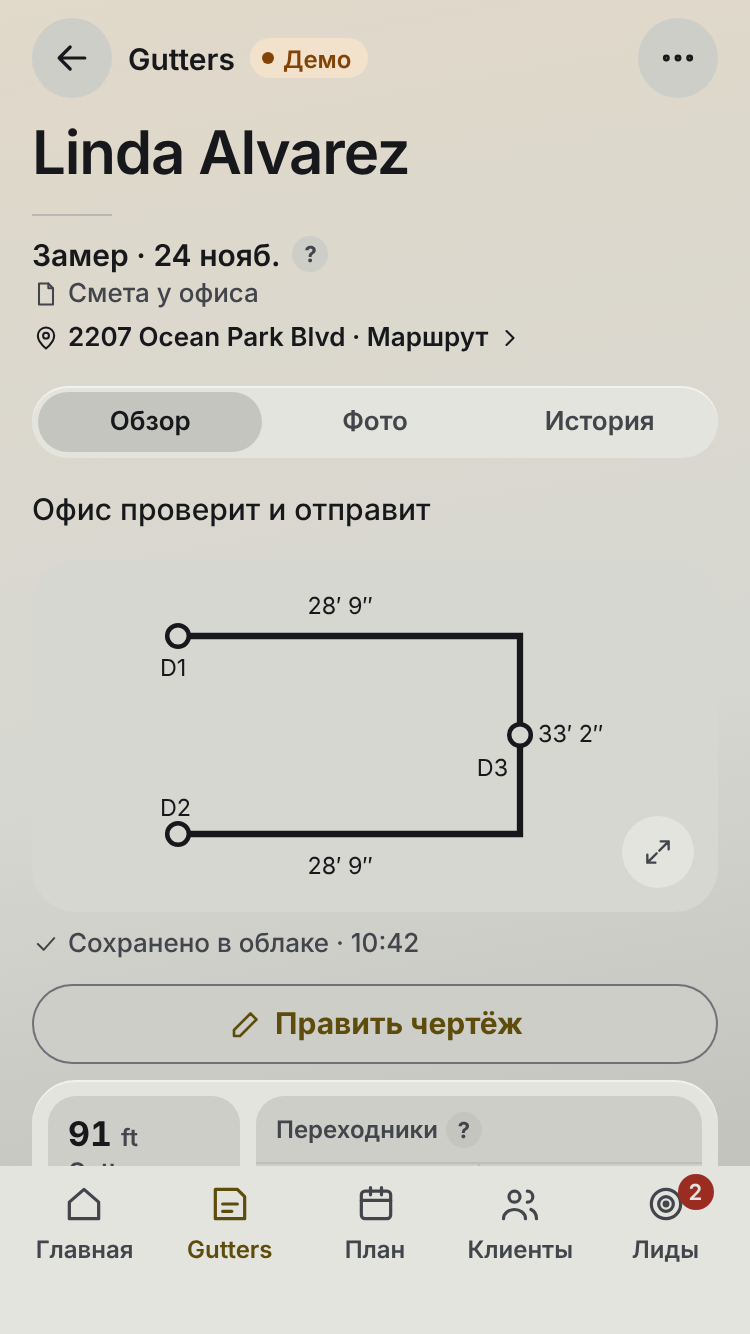 Gutters
Демо
Linda Alvarez
Замер · 24 нояб. ?
Смета у офиса
2207 Ocean Park Blvd · Маршрут
Обзор
Фото
История
Офис проверит и отправит
28′ 9″
D1
33′ 2″
D3
D2
28′ 9″
Сохранено в облаке · 10:42
Править чертёж
91 ft
Переходники ?
2
Главная
Gutters
План
Клиенты
Лиды